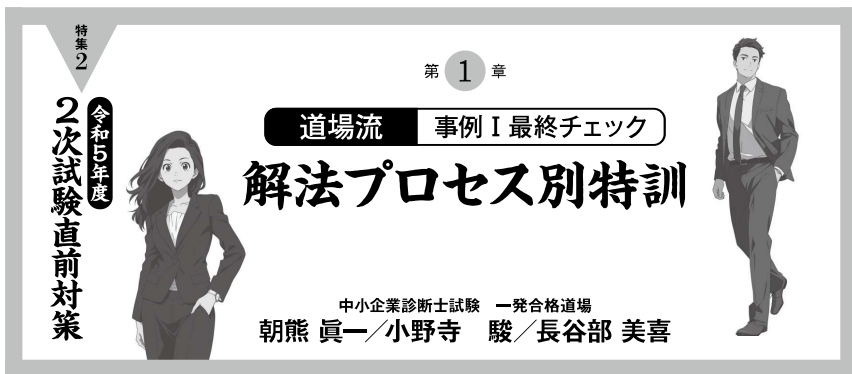 特集2
令和5年度
2次試験直前対策
第1章
道場流 事例Ⅰ最終チェック
解法プロセス別特訓
中小企業診断士試験　一発合格道場
朝熊 眞一／小野寺　駿／長谷部 美喜